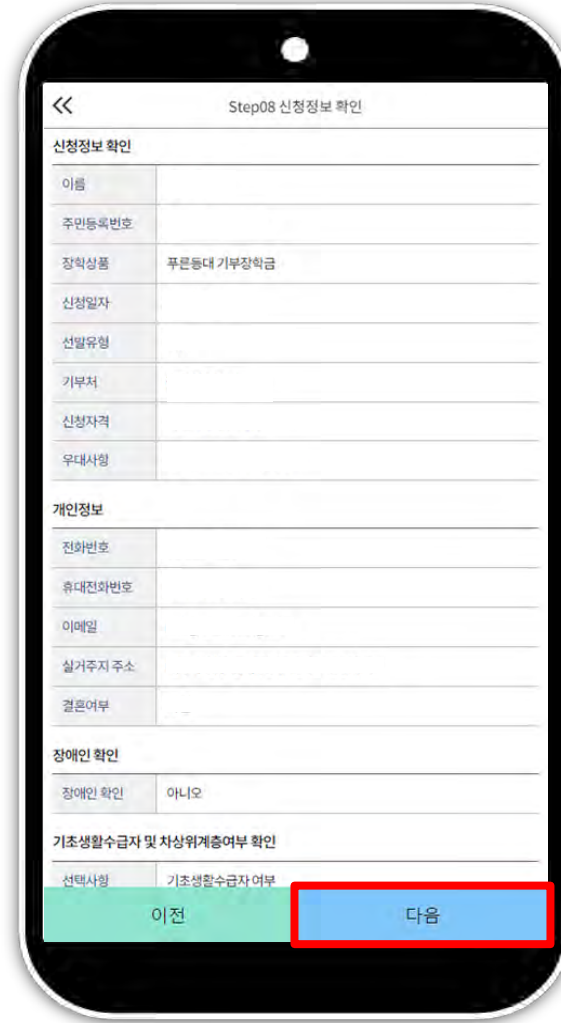 Step08 신청정보 확인
신청정보 확인
이름
주민등록번호
장학상품 푸른등대 기부장학금
신청일자
선발유형
기부처
신청자격
우대사항
개인정보
전화번호
휴대전화번호
이메일
실거주지 주소
결혼여부
장애인 확인
장애인 확인 아니오
기초생활수급자 및 차상위계층여부 확인
선택사항 기초생활수급자 여부
이전 다음